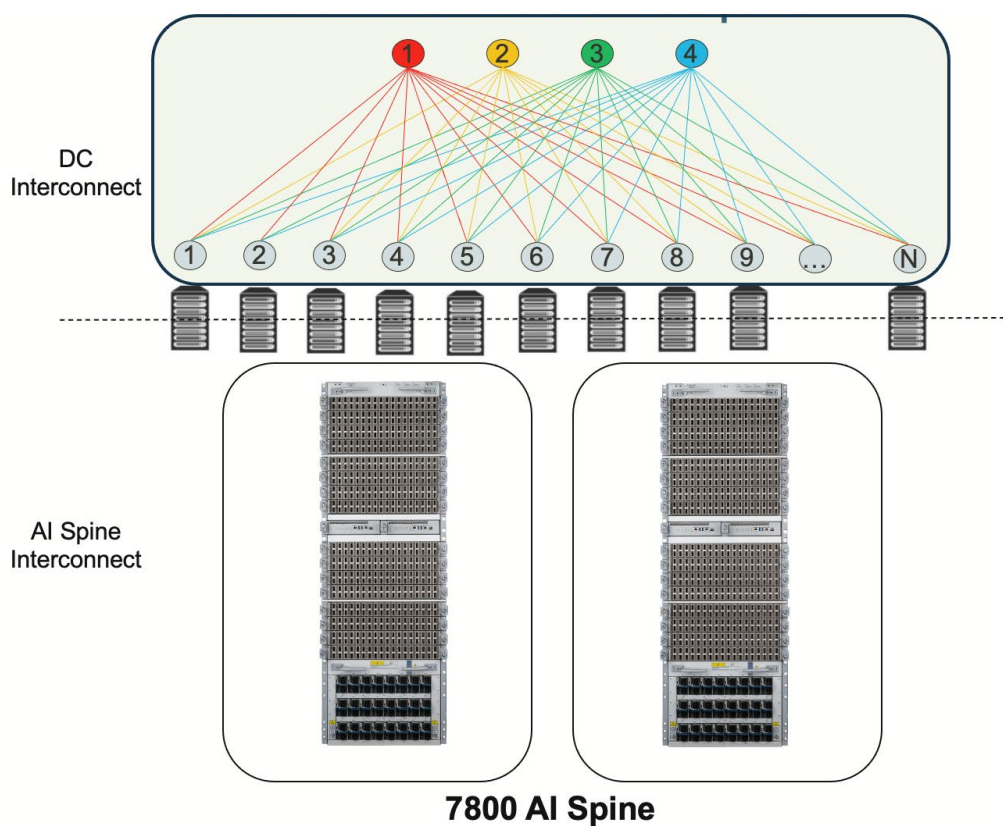 1 2 3 4
DC
Interconnect
1 2 3 4 5 6 7 8 9 ... N
AI Spine
Interconnect
7800 AI Spine